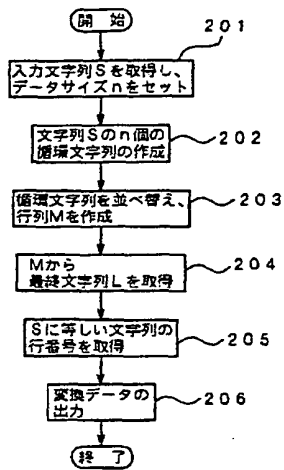 開始
201
入力文字列Sを取得し、
データサイズnをセット
文字列Sのn個の
循環文字列の作成
202
循環文字列を並べ替え、
行列Mを作成
203
Mから
最終文字列Lを取得
204
Sに等しい文字列の
行番号を取得
205
変換データの
出力
206
終了